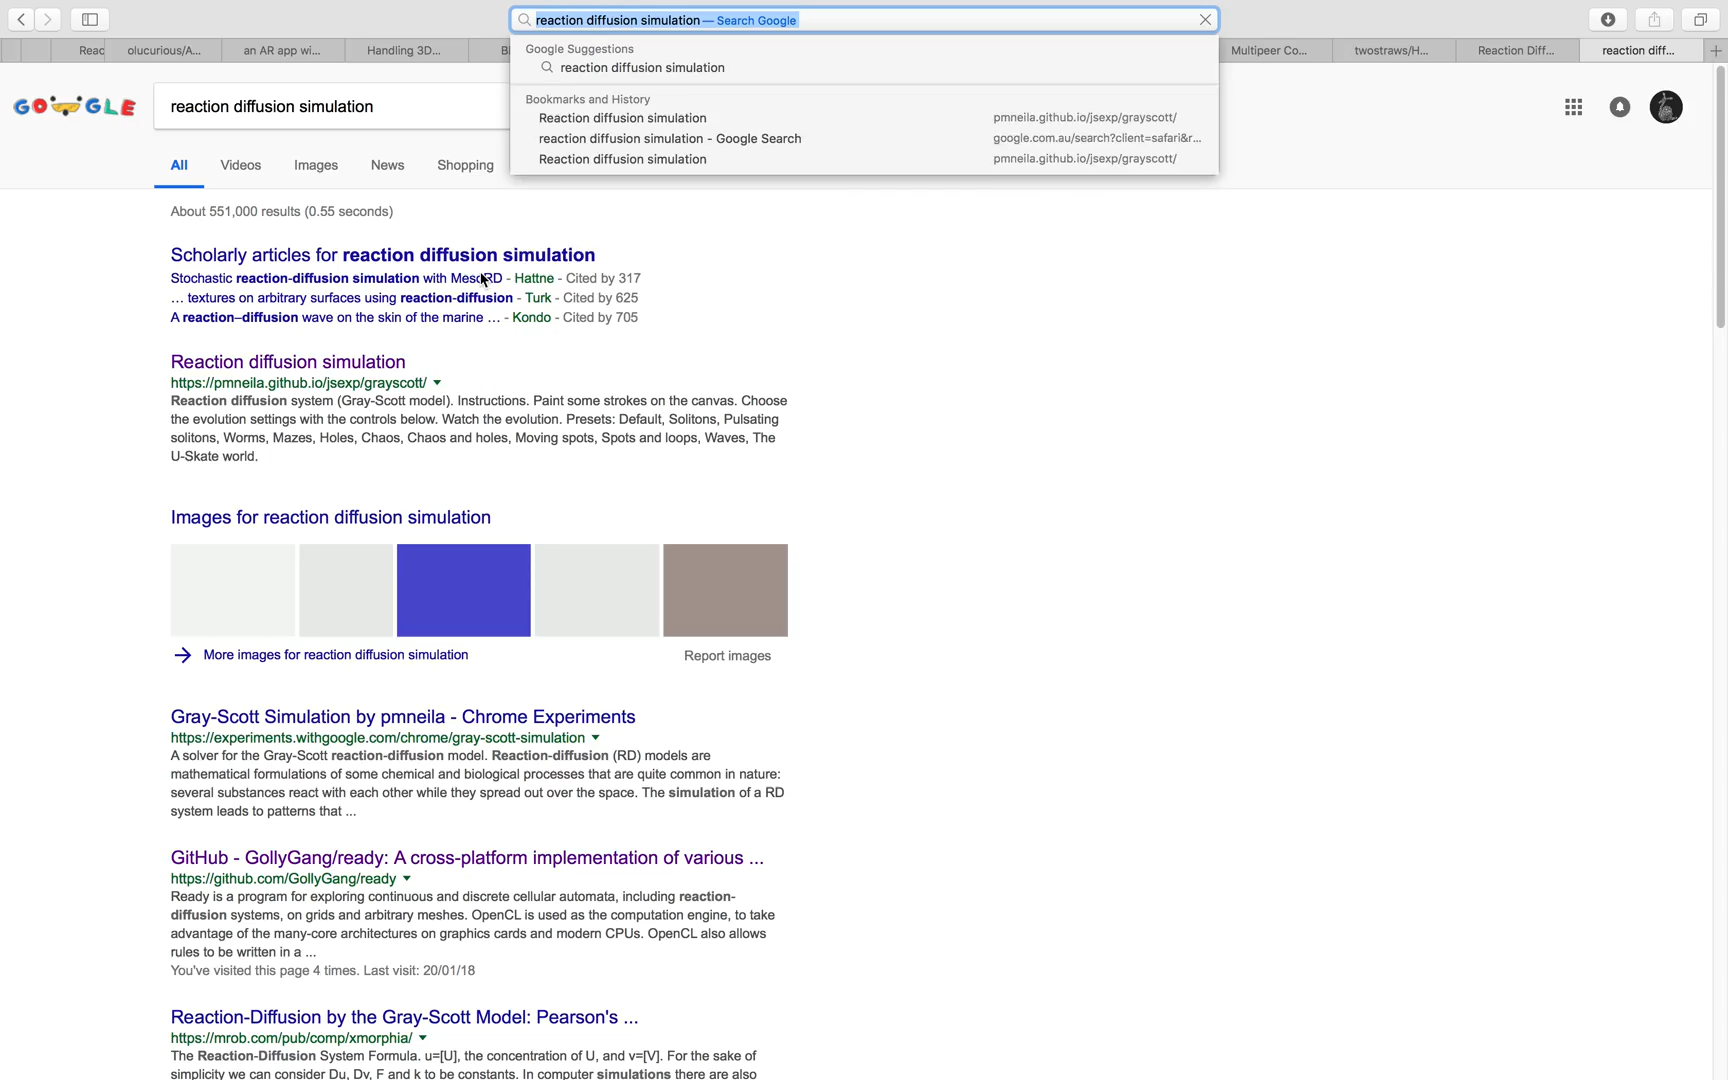 reaction diffusion simulation — Search Google
Reac
olucurious/A...
an AR app wi...
Handling 3D...
Multipeer Co...
twostraws/H...
Reaction Diff...
reaction diff...
Google Suggestions
reaction diffusion simulation
Bookmarks and History
Reaction diffusion simulation pmneila.github.io/jsexp/grayscott/
reaction diffusion simulation - Google Search google.com.au/search?client=safari&r...
Reaction diffusion simulation pmneila.github.io/jsexp/grayscott/
GOOGLE
reaction diffusion simulation
All Videos Images News Shopping
About 551,000 results (0.55 seconds)
Scholarly articles for reaction diffusion simulation
Stochastic reaction-diffusion simulation with MesoRD - Hattne - Cited by 317
... textures on arbitrary surfaces using reaction-diffusion - Turk - Cited by 625
A reaction–diffusion wave on the skin of the marine ... - Kondo - Cited by 705
Reaction diffusion simulation
https://pmneila.github.io/jsexp/grayscott/
Reaction diffusion system (Gray-Scott model). Instructions. Paint some strokes on the canvas. Choose
the evolution settings with the controls below. Watch the evolution. Presets: Default, Solitons, Pulsating
solitons, Worms, Mazes, Holes, Chaos, Chaos and holes, Moving spots, Spots and loops, Waves, The
U-Skate world.
Images for reaction diffusion simulation
More images for reaction diffusion simulation Report images
Gray-Scott Simulation by pmneila - Chrome Experiments
https://experiments.withgoogle.com/chrome/gray-scott-simulation
A solver for the Gray-Scott reaction-diffusion model. Reaction-diffusion (RD) models are
mathematical formulations of some chemical and biological processes that are quite common in nature:
several substances react with each other while they spread out over the space. The simulation of a RD
system leads to patterns that ...
GitHub - GollyGang/ready: A cross-platform implementation of various ...
https://github.com/GollyGang/ready
Ready is a program for exploring continuous and discrete cellular automata, including reaction-
diffusion systems, on grids and arbitrary meshes. OpenCL is used as the computation engine, to take
advantage of the many-core architectures on graphics cards and modern CPUs. OpenCL also allows
rules to be written in a ...
You've visited this page 4 times. Last visit: 20/01/18
Reaction-Diffusion by the Gray-Scott Model: Pearson's ...
https://mrob.com/pub/comp/xmorphia/
The Reaction-Diffusion System Formula. u=[U], the concentration of U, and v=[V]. For the sake of
simplicity we can consider Du, Dv, F and k to be constants. In computer simulations there are also